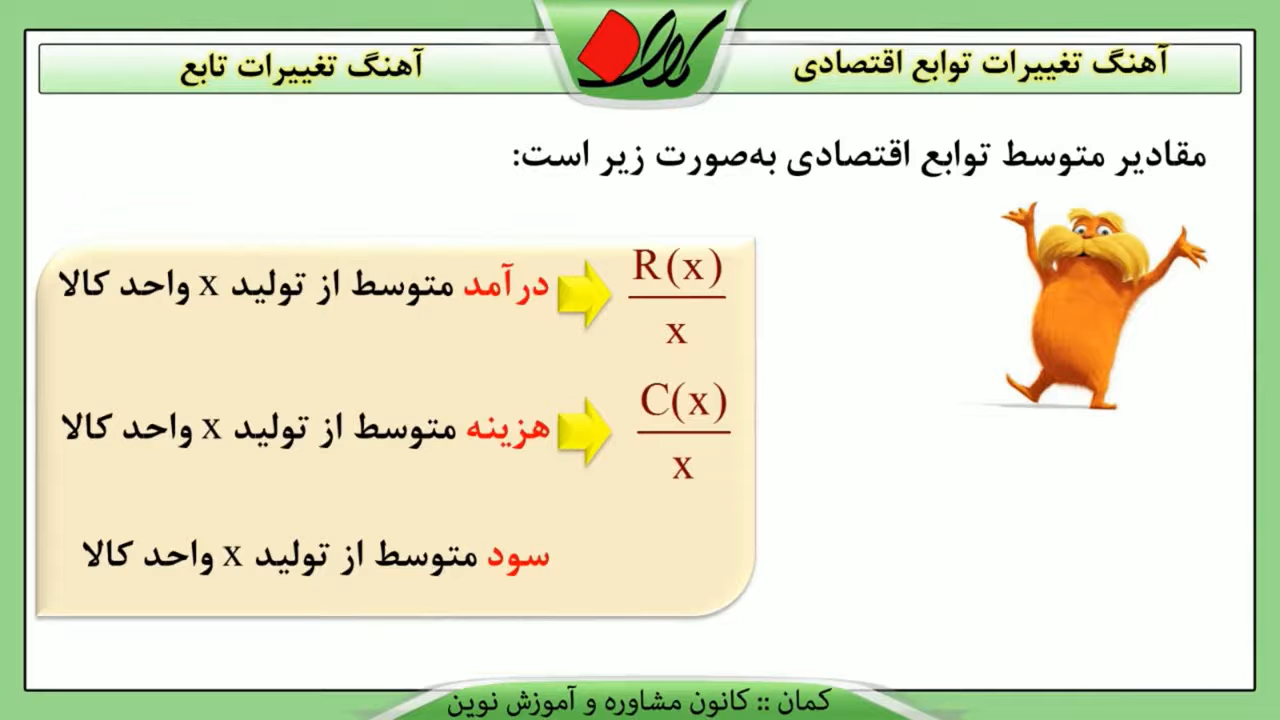 آهنگ تغییرات توابع اقتصادی
کمان
آهنگ تغییرات تابع
مقادیر متوسط توابع اقتصادی به‌صورت زیر است:
R(x)
x
درآمد متوسط از تولید x واحد کالا
C(x)
x
هزینه متوسط از تولید x واحد کالا
سود متوسط از تولید x واحد کالا
کمان :: کانون مشاوره و آموزش نوین